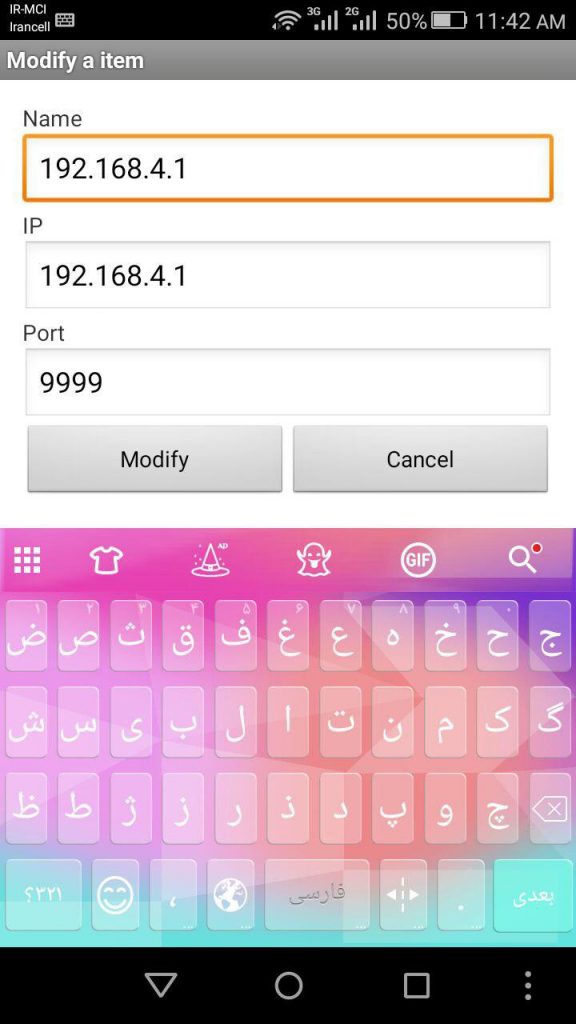 IR-MCI
Irancell
3G 2G 50% 11:42 AM
Modify a item
Name
192.168.4.1
IP
192.168.4.1
Port
9999
Modify Cancel
AD GIF
۱ ۲ ۳ ۴ ۵ ۶ ۷ ۸ ۹ ۰
ض ص ث ق ف غ ع ه خ ح ج
ش س ی ب ل ا ت ن م ک گ
ظ ط ژ ز ر ذ د پ و چ
۳۲۱؟ ، فارسی . بعدی